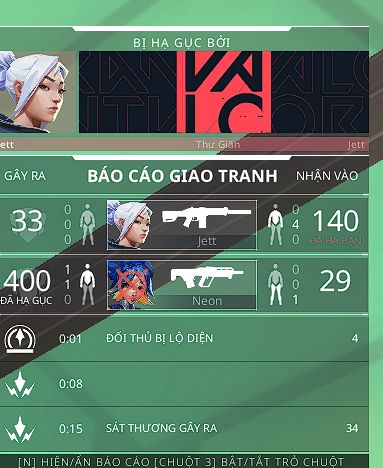 BỊ HẠ GỤC BỞI
ett Thư Giãn Jett
GÂY RA BÁO CÁO GIAO TRANH NHẬN VÀO
33 0 0 0 Jett 0 4 0 140
ĐÃ HẠ BẠN
400 1 1 0 Neon 0 0 1 29
ĐÃ HẠ GỤC
0:01 ĐỐI THỦ BỊ LỘ DIỆN 4
0:08
0:15 SÁT THƯƠNG GÂY RA 34
[N] HIỆN/ẨN BÁO CÁO [CHUỘT 3] BẬT/TẮT TRỎ CHUỘT